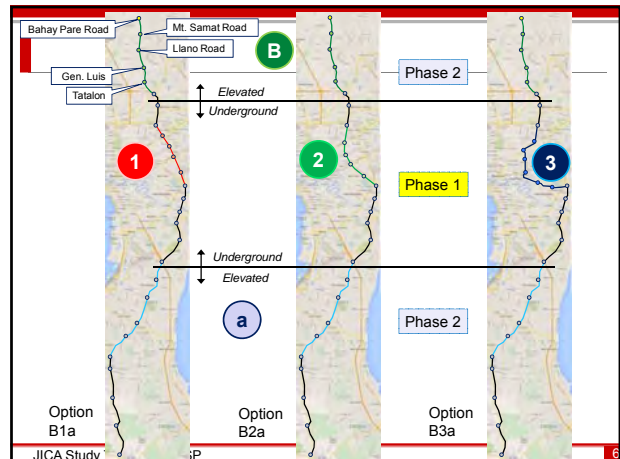 Bahay Pare Road
Mt. Samat Road
Llano Road
B
Gen. Luis
Phase 2
Tatalon
Elevated
Underground
1
2
3
Phase 1
Underground
Elevated
a
Phase 2
Option
B1a
Option
B2a
Option
B3a
JICA Study
SP
6